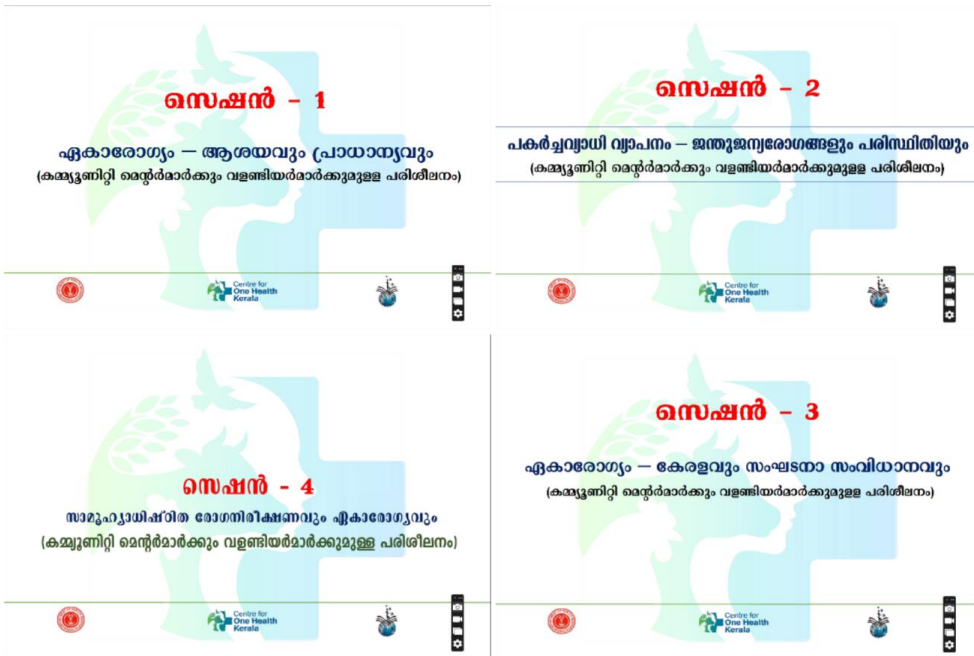 സെഷൻ - 1
ഏകാരോഗ്യം — ആശയവും പ്രാധാന്യവും
(കമ്മ്യൂണിറ്റി മെന്റർമാർക്കും വളണ്ടിയർമാർക്കുമുളള പരിശീലനം)
Centre for
One Health
Kerala
സെഷൻ - 2
പകർച്ചവ്യാധി വ്യാപനം — ജന്തുജന്യരോഗങ്ങളും പരിസ്ഥിതിയും
(കമ്മ്യൂണിറ്റി മെന്റർമാർക്കും വളണ്ടിയർമാർക്കുമുളള പരിശീലനം)
Centre for
One Health
Kerala
സെഷൻ - 4
സാമൂഹ്യാധിഷ്ഠിത രോഗനിരീക്ഷണവും ഏകാരോഗ്യവും
(കമ്മ്യൂണിറ്റി മെന്റർമാർക്കും വളണ്ടിയർമാർക്കുമുള്ള പരിശീലനം)
Centre for
One Health
Kerala
സെഷൻ - 3
ഏകാരോഗ്യം — കേരളവും സംഘടനാ സംവിധാനവും
(കമ്മ്യൂണിറ്റി മെന്റർമാർക്കും വളണ്ടിയർമാർക്കുമുളള പരിശീലനം)
Centre for
One Health
Kerala